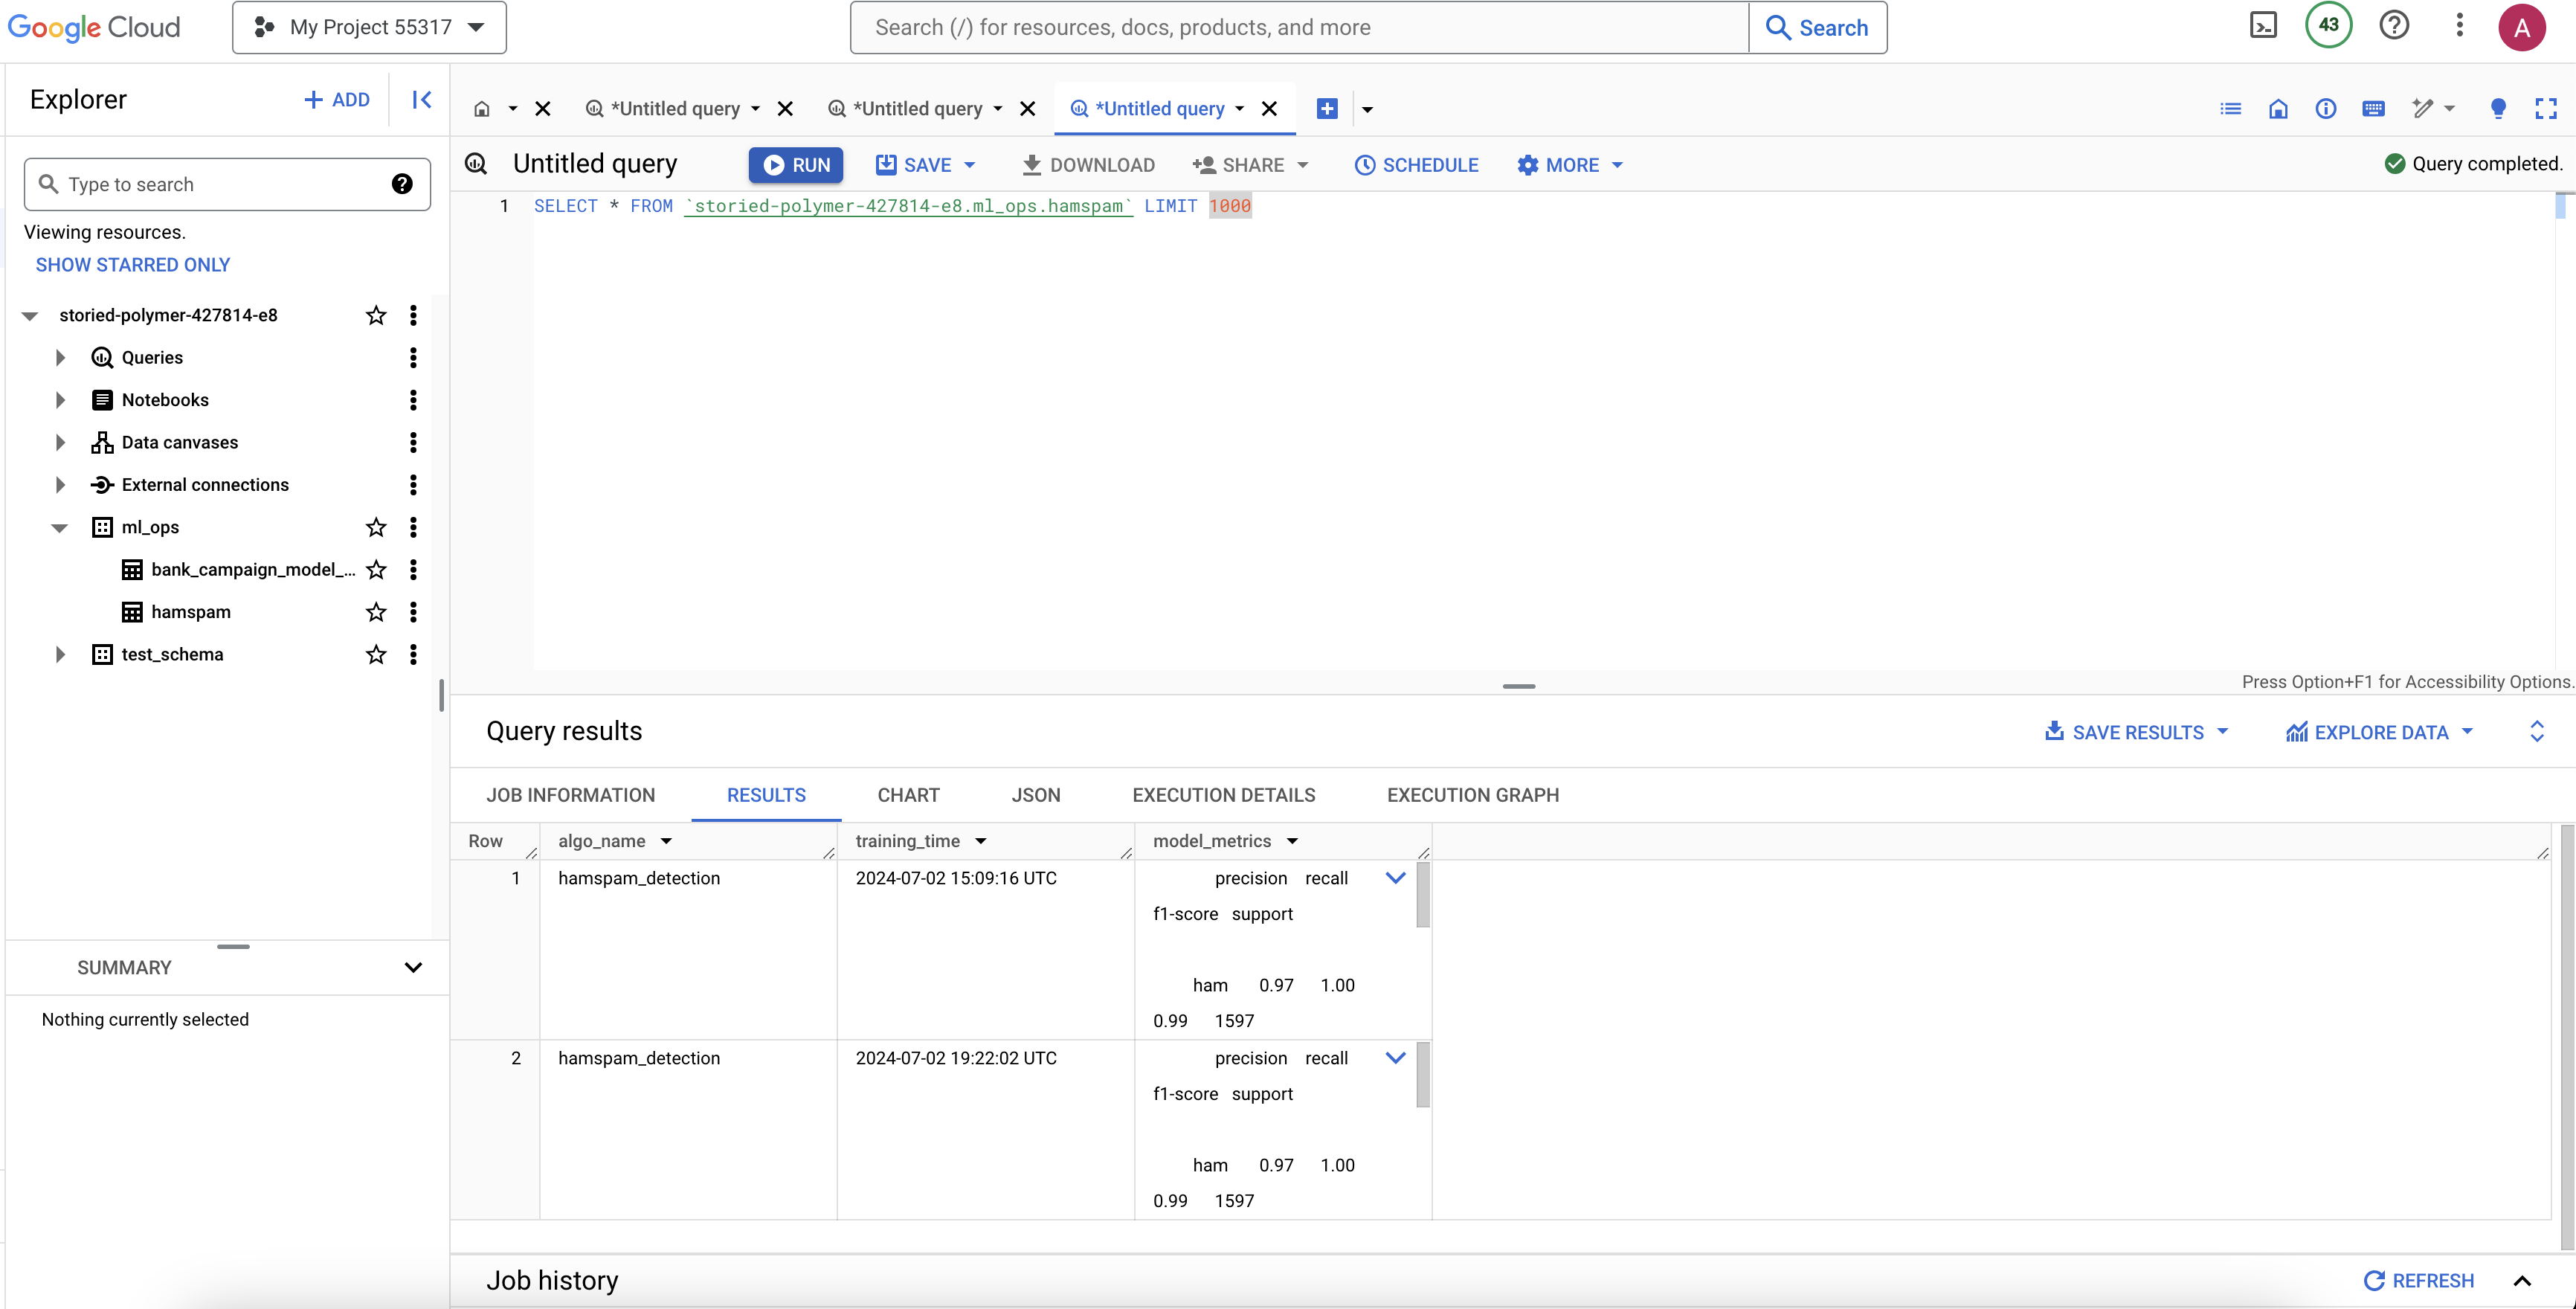 Google Cloud
My Project 55317
Search (/) for resources, docs, products, and more
Search
43
A
Explorer
ADD
*Untitled query
*Untitled query
*Untitled query
Untitled query
RUN
SAVE
DOWNLOAD
SHARE
SCHEDULE
MORE
Query completed.
Type to search
Viewing resources.
SHOW STARRED ONLY
storied-polymer-427814-e8
Queries
Notebooks
Data canvases
External connections
ml_ops
bank_campaign_model_...
hamspam
test_schema
SUMMARY
Nothing currently selected
1 SELECT * FROM `storied-polymer-427814-e8.ml_ops.hamspam` LIMIT 1000
Press Option+F1 for Accessibility Options.
Query results
SAVE RESULTS
EXPLORE DATA
JOB INFORMATION RESULTS CHART JSON EXECUTION DETAILS EXECUTION GRAPH
Row algo_name training_time model_metrics
1 hamspam_detection 2024-07-02 15:09:16 UTC precision recall
f1-score support
ham 0.97 1.00
0.99 1597
2 hamspam_detection 2024-07-02 19:22:02 UTC precision recall
f1-score support
ham 0.97 1.00
0.99 1597
Job history
REFRESH